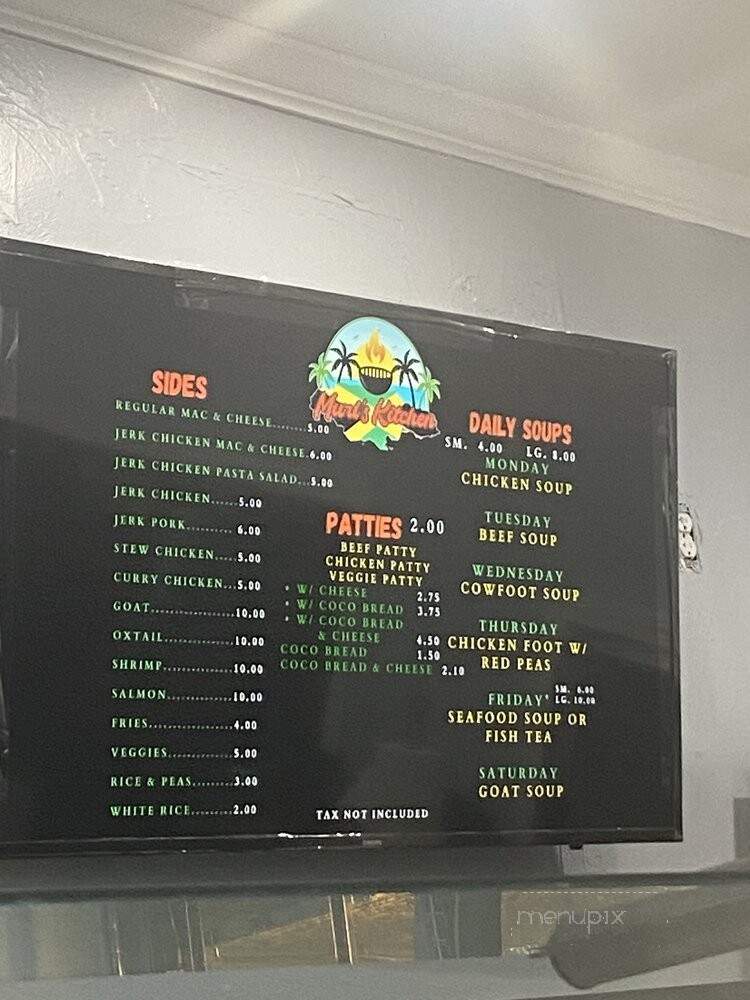 Murl's Kitchen
SIDES
REGULAR MAC & CHEESE........5.00
JERK CHICKEN MAC & CHEESE.6.00
JERK CHICKEN PASTA SALAD...5.00
JERK CHICKEN......5.00
JERK PORK.......... 6.00
STEW CHICKEN.....5.00
CURRY CHICKEN...5.00
GOAT...................10.00
OXTAIL................10.00
SHRIMP................10.00
SALMON...............10.00
FRIES...................4.00
VEGGIES...............5.00
RICE & PEAS.........3.00
WHITE RICE.........2.00
PATTIES 2.00
BEEF PATTY
CHICKEN PATTY
VEGGIE PATTY
* W/ CHEESE 2.75
* W/ COCO BREAD 3.75
* W/ COCO BREAD
& CHEESE 4.50
COCO BREAD 1.50
COCO BREAD & CHEESE 2.10
TAX NOT INCLUDED
DAILY SOUPS
SM. 4.00 LG. 8.00
MONDAY
CHICKEN SOUP
TUESDAY
BEEF SOUP
WEDNESDAY
COWFOOT SOUP
THURSDAY
CHICKEN FOOT W/
RED PEAS
FRIDAY* SM. 6.00
LG. 10.00
SEAFOOD SOUP OR
FISH TEA
SATURDAY
GOAT SOUP
menupix